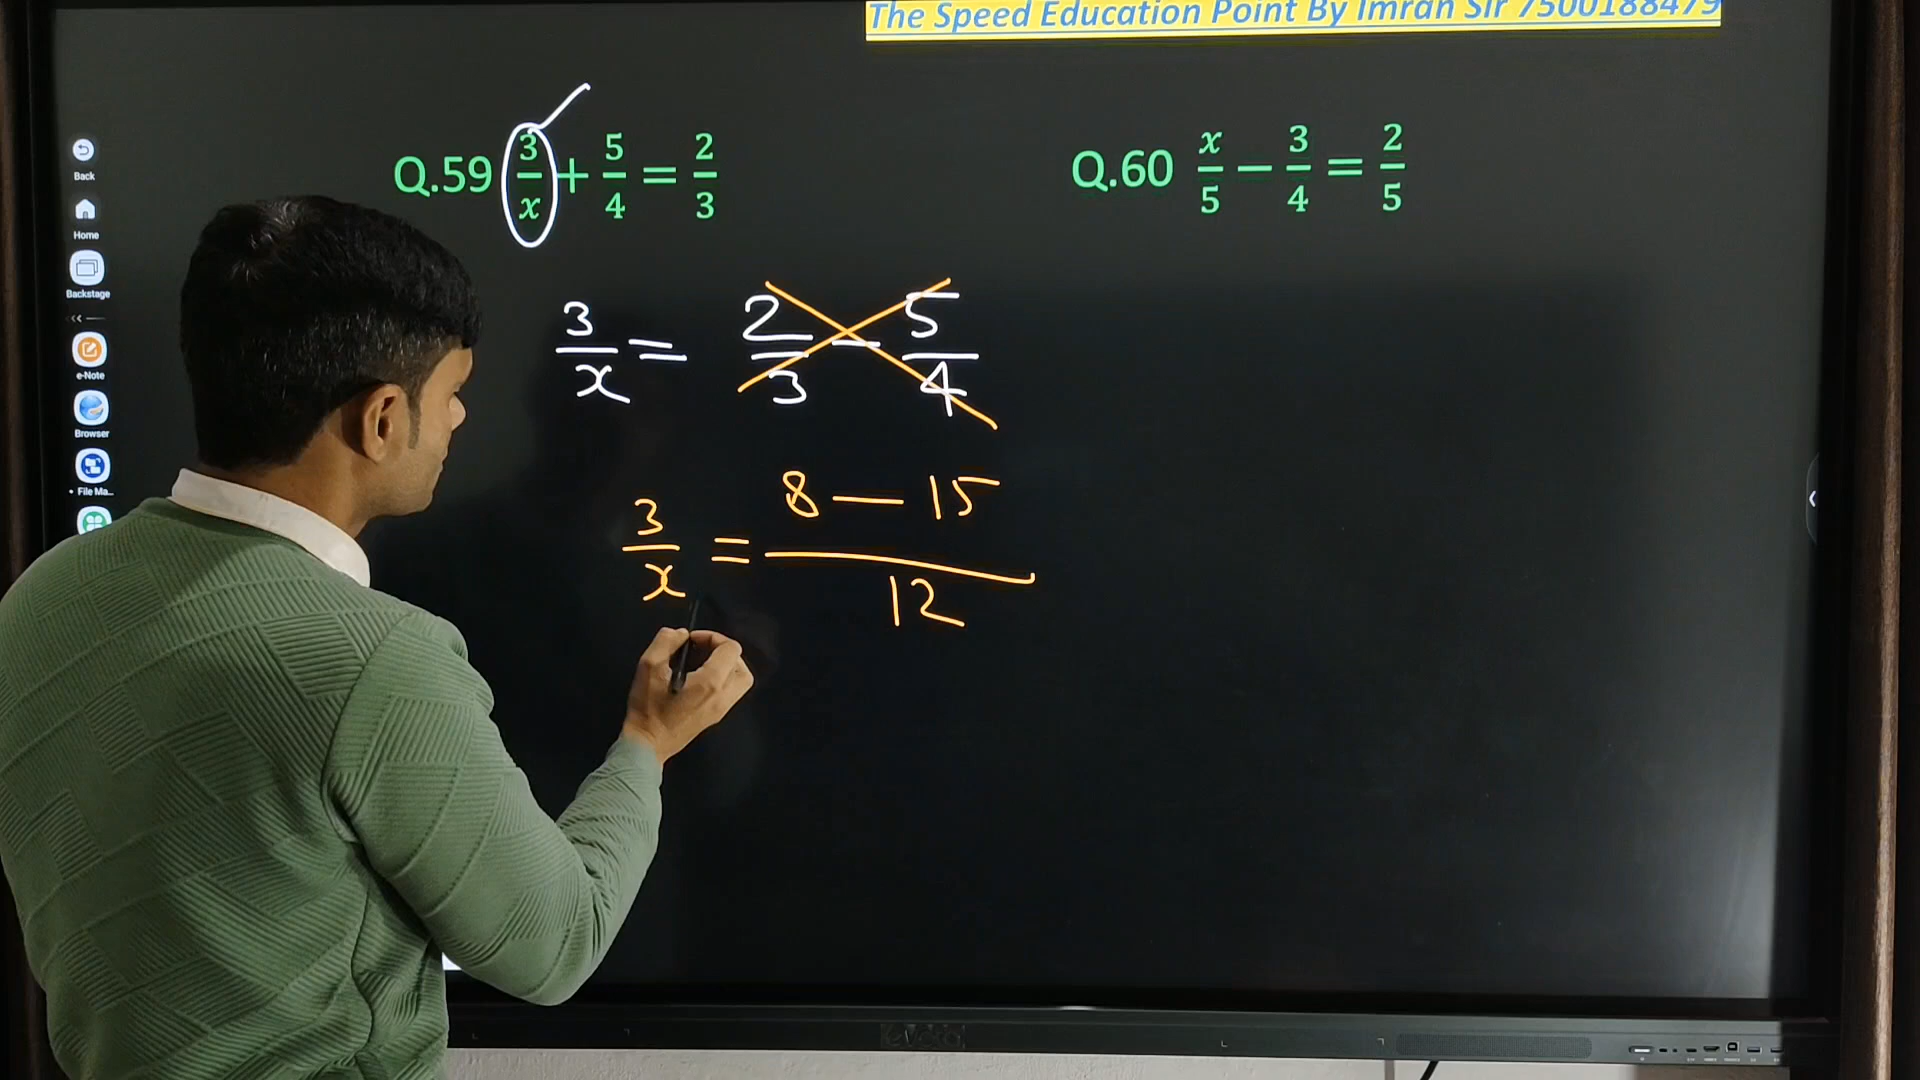 The Speed Education Point By Imran Sir 7500188479
Q.59 3/x + 5/4 = 2/3
Q.60 x/5 − 3/4 = 2/5
3/x = 2/3 − 5/4
3/x = 8 − 15 / 12
Back
Home
Backstage
e-Note
Browser
File Ma...